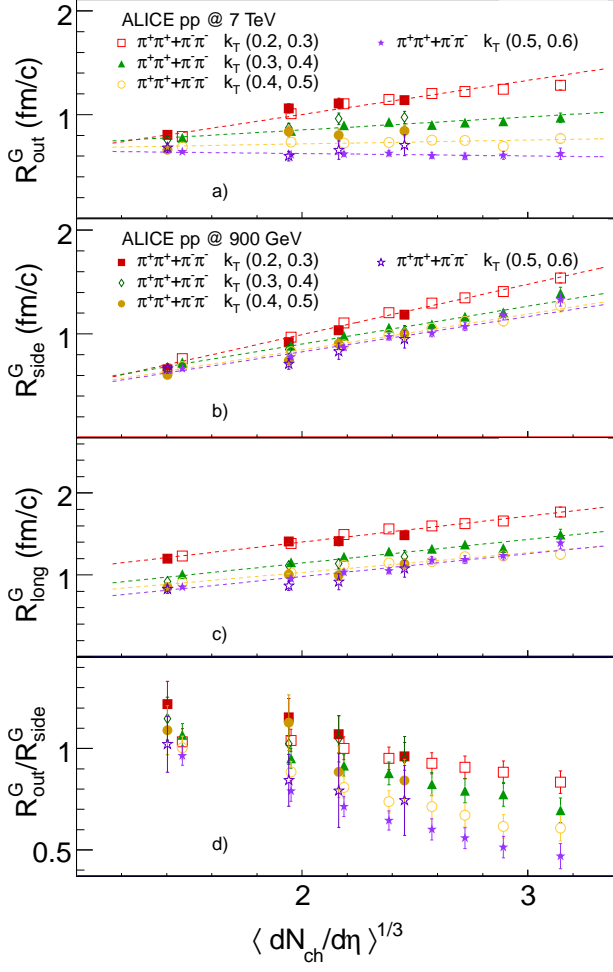 ALICE pp @ 7 TeV
π⁺π⁺+π⁻π⁻ k_T (0.2, 0.3)
π⁺π⁺+π⁻π⁻ k_T (0.3, 0.4)
π⁺π⁺+π⁻π⁻ k_T (0.4, 0.5)
π⁺π⁺+π⁻π⁻ k_T (0.5, 0.6)
R^G_out (fm/c)
2
1
a)
ALICE pp @ 900 GeV
π⁺π⁺+π⁻π⁻ k_T (0.2, 0.3)
π⁺π⁺+π⁻π⁻ k_T (0.3, 0.4)
π⁺π⁺+π⁻π⁻ k_T (0.4, 0.5)
π⁺π⁺+π⁻π⁻ k_T (0.5, 0.6)
R^G_side (fm/c)
2
1
b)
R^G_long (fm/c)
2
1
c)
R^G_out/R^G_side
1
0.5
d)
2 3
⟨ dN_ch/dη ⟩^1/3